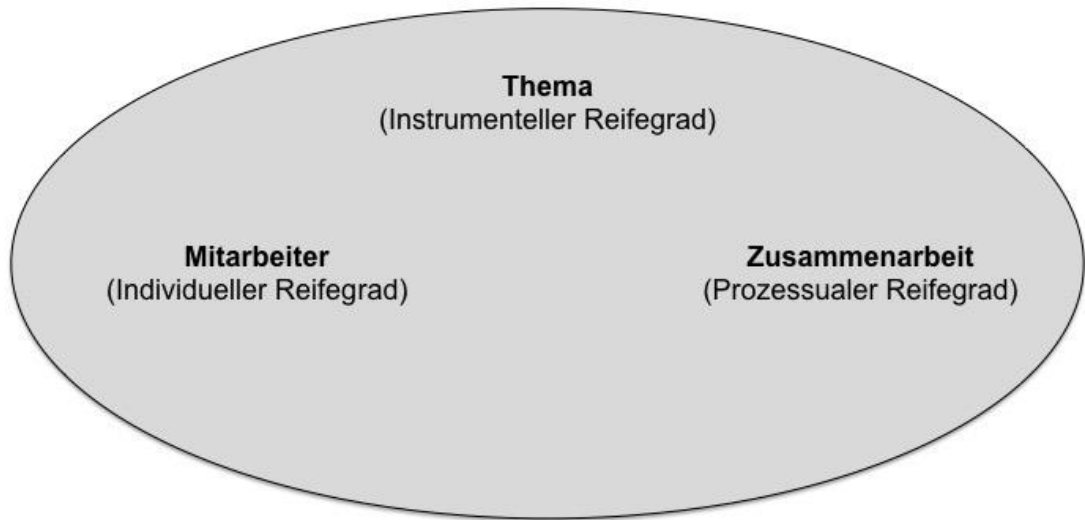 Thema
(Instrumenteller Reifegrad)
Mitarbeiter
(Individueller Reifegrad)
Zusammenarbeit
(Prozessualer Reifegrad)